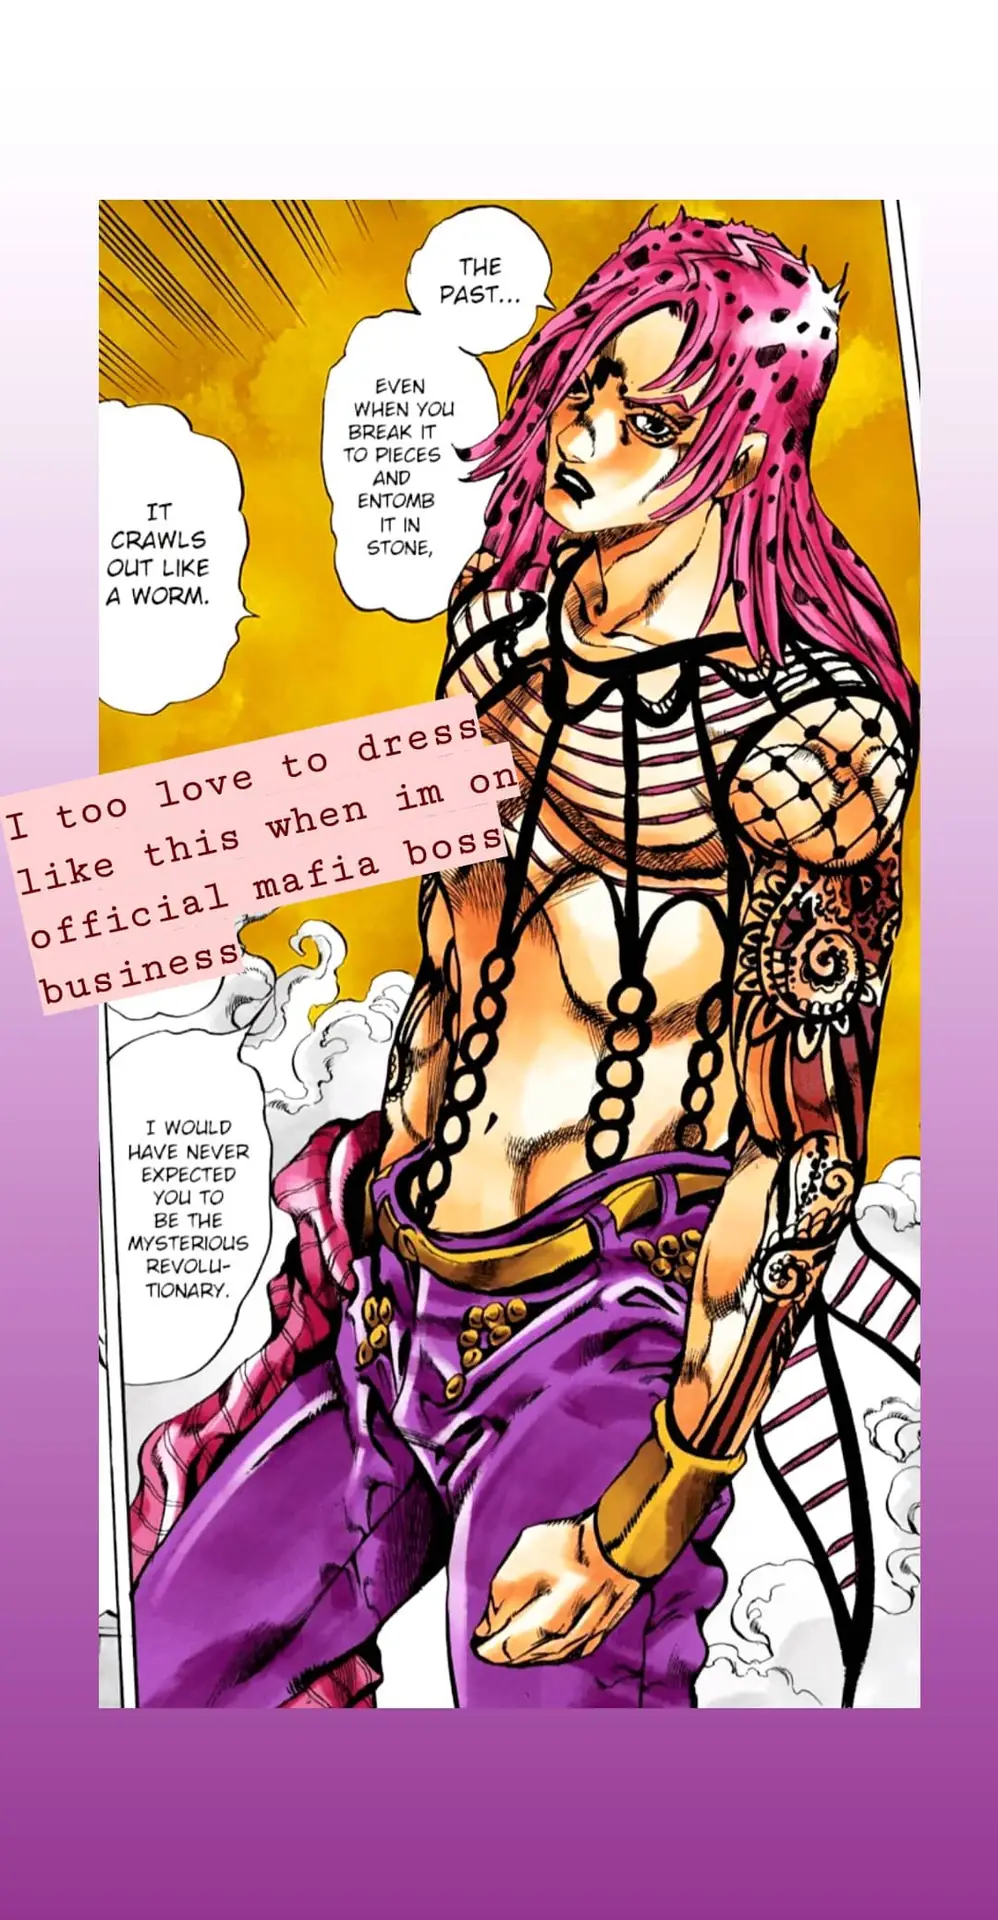 THE
PAST...
EVEN
WHEN YOU
BREAK IT
TO PIECES
AND
ENTOMB
IT IN
STONE,
IT
CRAWLS
OUT LIKE
A WORM.
I too love to dress
like this when im on
official mafia boss
business
I WOULD
HAVE NEVER
EXPECTED
YOU TO
BE THE
MYSTERIOUS
REVOLU-
TIONARY.